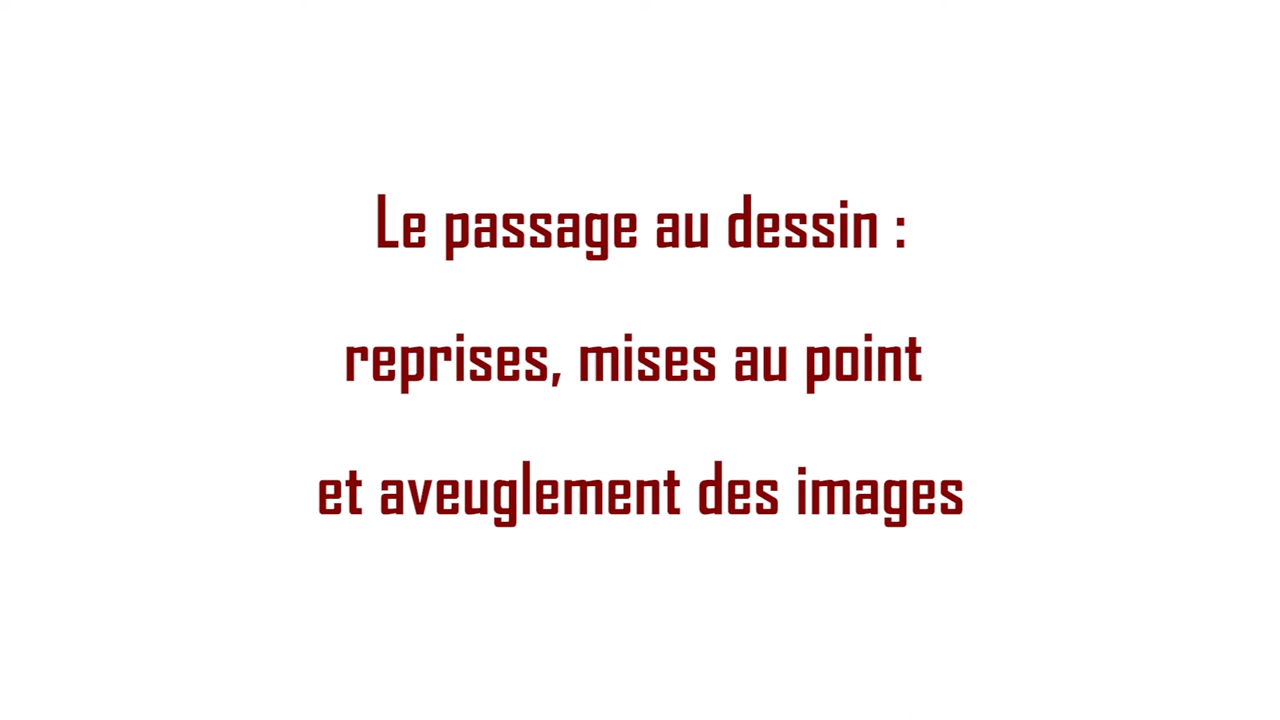 Le passage au dessin :
reprises, mises au point
et aveuglement des images